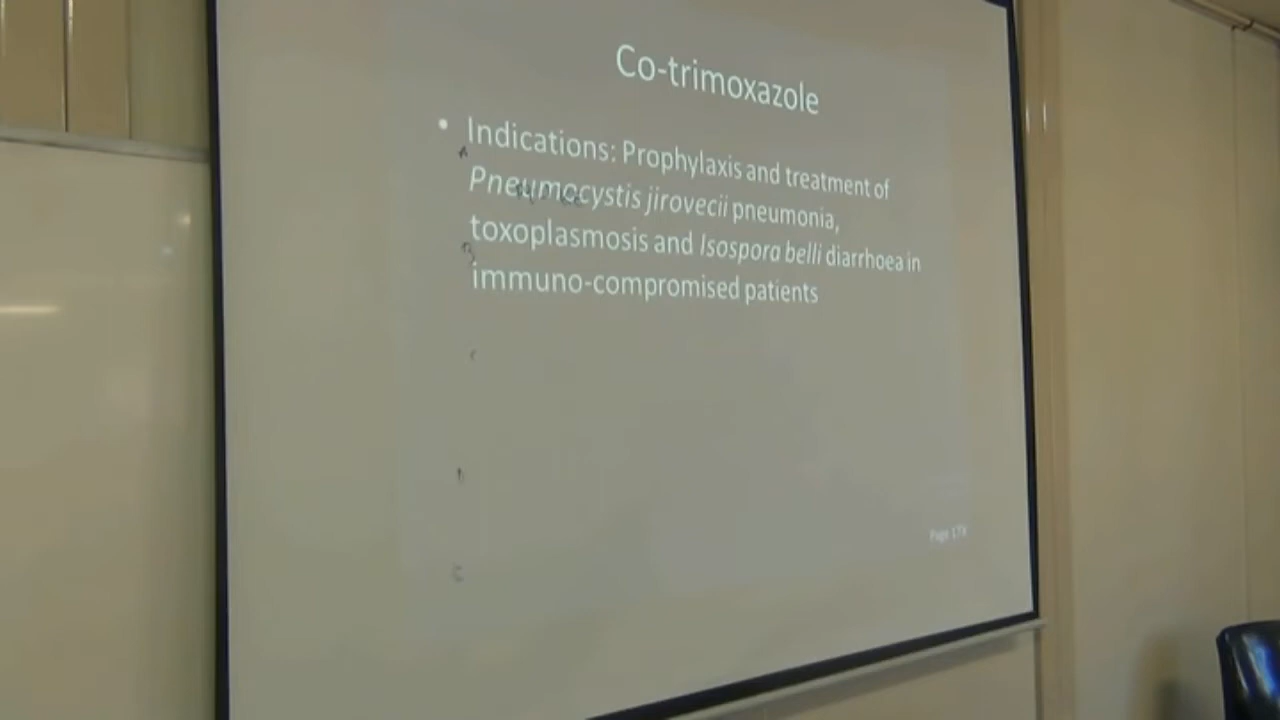 Co-trimoxazole
• Indications: Prophylaxis and treatment of
Pneumocystis jirovecii pneumonia,
toxoplasmosis and Isospora belli diarrhoea in
immuno-compromised patients
Page